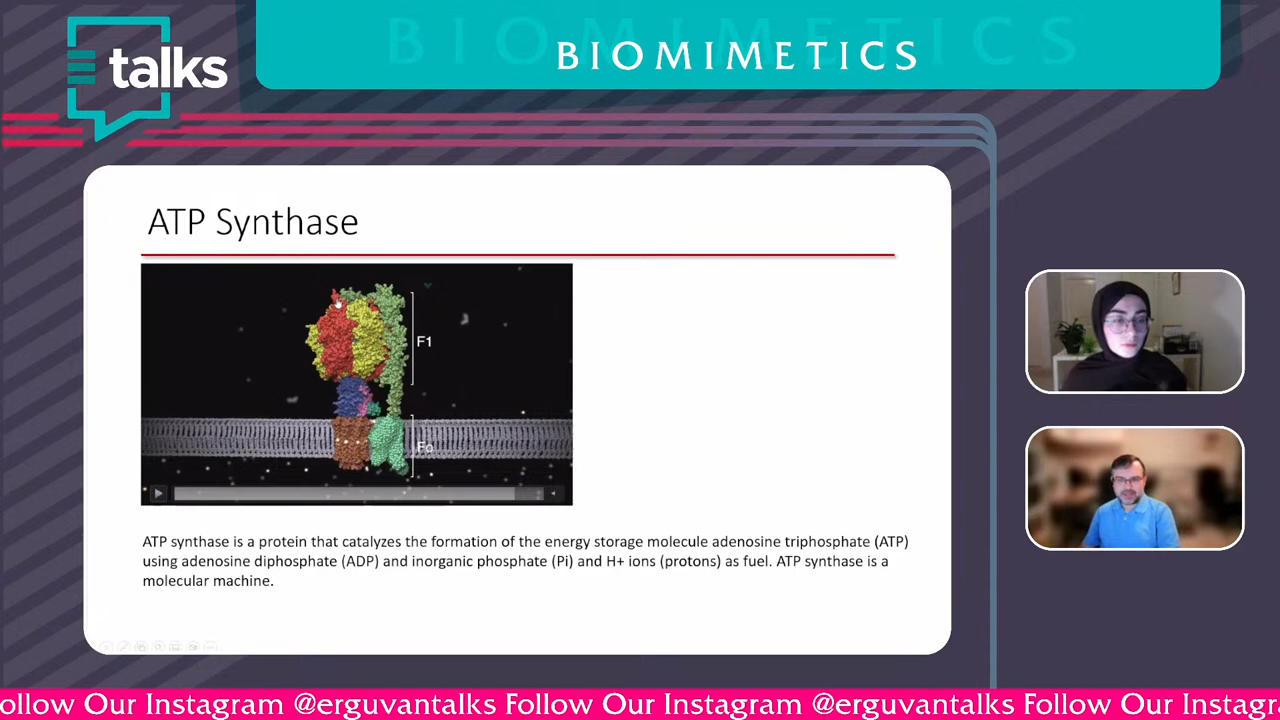 talks
BIOMIMETICS
BIOMIMETICS
ATP Synthase
F1
Fo
ATP synthase is a protein that catalyzes the formation of the energy storage molecule adenosine triphosphate (ATP)
using adenosine diphosphate (ADP) and inorganic phosphate (Pi) and H+ ions (protons) as fuel. ATP synthase is a
molecular machine.
ollow Our Instagram @erguvantalks Follow Our Instagram @erguvantalks Follow Our Instagra